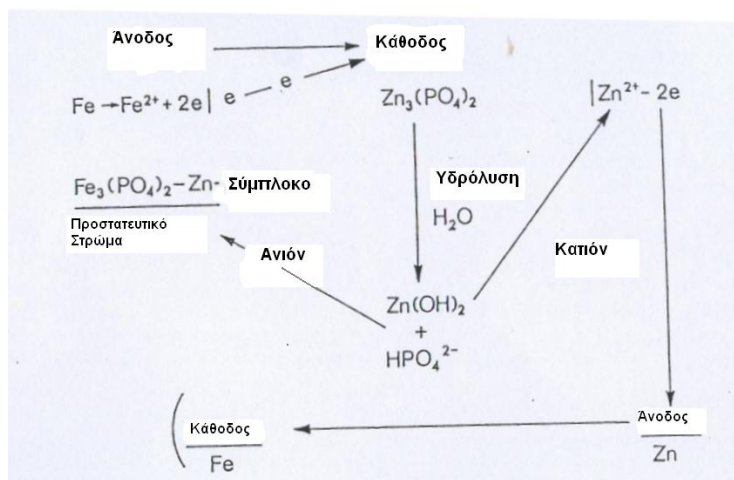 Άνοδος
Κάθοδος
Fe → Fe²⁺ + 2e | e — e
Zn₃(PO₄)₂
|Zn²⁺ – 2e
Fe₃(PO₄)₂–Zn- Σύμπλοκο
Υδρόλυση
H₂O
Προστατευτικό
Στρώμα
Ανιόν
Κατιόν
Zn(OH)₂
+
HPO₄²⁻
Κάθοδος
Fe
Άνοδος
Zn